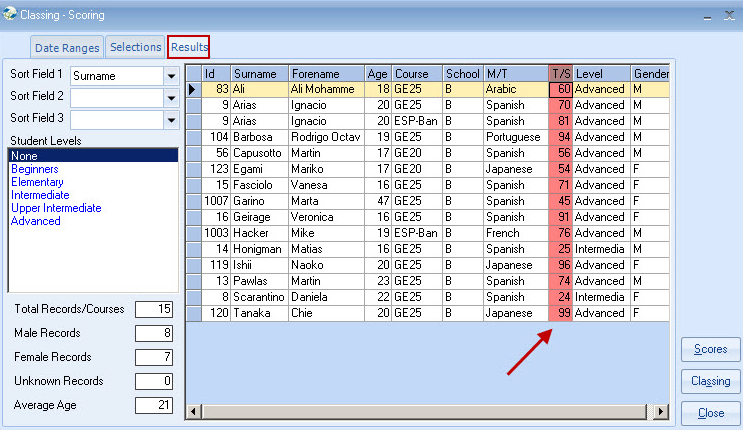 Classing - Scoring
Date Ranges Selections Results
Sort Field 1 Surname
Sort Field 2
Sort Field 3
Student Levels
None
Beginners
Elementary
Intermediate
Upper Intermediate
Advanced
Total Records/Courses 15
Male Records 8
Female Records 7
Unknown Records 0
Average Age 21
Id Surname Forename Age Course School M/T T/S Level Gender
83 Ali Ali Mohamme 18 GE25 B Arabic 60 Advanced M
9 Arias Ignacio 20 GE25 B Spanish 70 Advanced M
9 Arias Ignacio 20 ESP-Ban B Spanish 81 Advanced M
104 Barbosa Rodrigo Octav 19 GE25 B Portuguese 94 Advanced M
56 Capusotto Martin 17 GE20 B Spanish 56 Advanced M
123 Egami Mariko 17 GE20 B Japanese 54 Advanced F
15 Fasciolo Vanesa 16 GE25 B Spanish 71 Advanced F
1007 Garino Marta 47 GE25 B Spanish 45 Advanced F
16 Geirage Veronica 16 GE25 B Spanish 91 Advanced F
1003 Hacker Mike 19 ESP-Ban B French 76 Advanced M
14 Honigman Matias 16 GE25 B Spanish 25 Intermedia M
119 Ishii Naoko 20 GE25 B Japanese 96 Advanced F
13 Pawlas Martin 23 GE25 B Spanish 74 Advanced M
8 Scarantino Daniela 22 GE25 B Spanish 24 Intermedia F
120 Tanaka Chie 20 GE25 B Japanese 99 Advanced F
Scores
Classing
Close